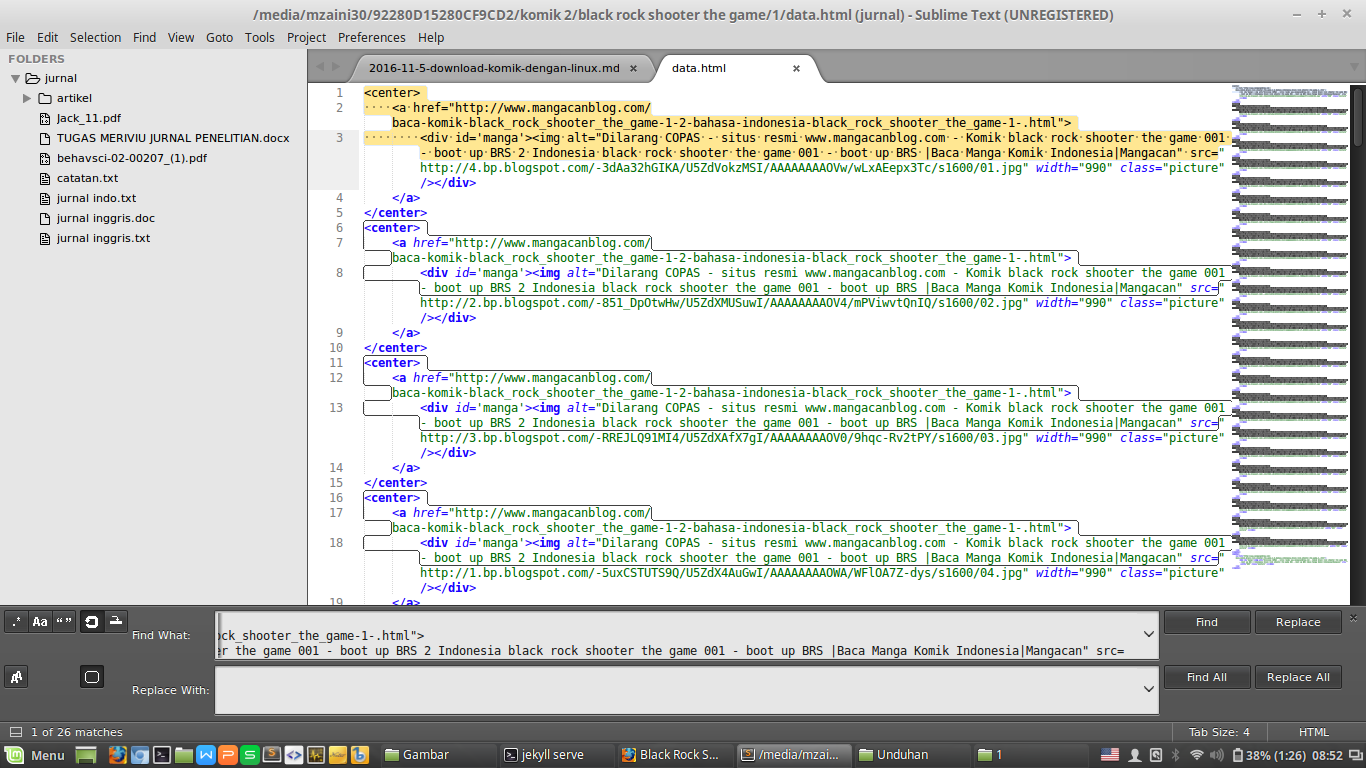 /media/mzaini30/92280D15280CF9CD2/komik 2/black rock shooter the game/1/data.html (jurnal) - Sublime Text (UNREGISTERED)
File Edit Selection Find View Goto Tools Project Preferences Help
FOLDERS
jurnal
artikel
Jack_11.pdf
TUGAS MERIVIU JURNAL PENELITIAN.docx
behavsci-02-00207_(1).pdf
catatan.txt
jurnal indo.txt
jurnal inggris.doc
jurnal inggris.txt
2016-11-5-download-komik-dengan-linux.md × data.html ×
1 <center>
2 <a href="http://www.mangacanblog.com/
baca-komik-black_rock_shooter_the_game-1-2-bahasa-indonesia-black_rock_shooter_the_game-1-.html">
3 <div id='manga'><img alt="Dilarang COPAS - situs resmi www.mangacanblog.com - Komik black rock shooter the game 001
- boot up BRS 2 Indonesia black rock shooter the game 001 - boot up BRS |Baca Manga Komik Indonesia|Mangacan" src="
http://4.bp.blogspot.com/-3dAa32hGIKA/U5ZdVokzMSI/AAAAAAAAOVw/wLxAEepx3Tc/s1600/01.jpg" width="990" class="picture"
/></div>
4 </a>
5 </center>
6 <center>
7 <a href="http://www.mangacanblog.com/
baca-komik-black_rock_shooter_the_game-1-2-bahasa-indonesia-black_rock_shooter_the_game-1-.html">
8 <div id='manga'><img alt="Dilarang COPAS - situs resmi www.mangacanblog.com - Komik black rock shooter the game 001
- boot up BRS 2 Indonesia black rock shooter the game 001 - boot up BRS |Baca Manga Komik Indonesia|Mangacan" src="
http://2.bp.blogspot.com/-851_DpOtwHw/U5ZdXMUSuwI/AAAAAAAAOV4/mPViwvtQnIQ/s1600/02.jpg" width="990" class="picture"
/></div>
9 </a>
10 </center>
11 <center>
12 <a href="http://www.mangacanblog.com/
baca-komik-black_rock_shooter_the_game-1-2-bahasa-indonesia-black_rock_shooter_the_game-1-.html">
13 <div id='manga'><img alt="Dilarang COPAS - situs resmi www.mangacanblog.com - Komik black rock shooter the game 001
- boot up BRS 2 Indonesia black rock shooter the game 001 - boot up BRS |Baca Manga Komik Indonesia|Mangacan" src="
http://3.bp.blogspot.com/-RREJLQ91MI4/U5ZdXAfX7gI/AAAAAAAAOV0/9hqc-Rv2tPY/s1600/03.jpg" width="990" class="picture"
/></div>
14 </a>
15 </center>
16 <center>
17 <a href="http://www.mangacanblog.com/
baca-komik-black_rock_shooter_the_game-1-2-bahasa-indonesia-black_rock_shooter_the_game-1-.html">
18 <div id='manga'><img alt="Dilarang COPAS - situs resmi www.mangacanblog.com - Komik black rock shooter the game 001
- boot up BRS 2 Indonesia black rock shooter the game 001 - boot up BRS |Baca Manga Komik Indonesia|Mangacan" src="
http://1.bp.blogspot.com/-5uxCSTUTS9Q/U5ZdX4AuGwI/AAAAAAAAOWA/WFlOA7Z-dys/s1600/04.jpg" width="990" class="picture"
/></div>
19 </a>
.* Aa “” Find What: ck_shooter_the_game-1-.html"> Find Replace
er the game 001 - boot up BRS 2 Indonesia black rock shooter the game 001 - boot up BRS |Baca Manga Komik Indonesia|Mangacan" src=
Replace With: Find All Replace All
1 of 26 matches Tab Size: 4 HTML
Menu Gambar jekyll serve Black Rock S... /media/mzai... Unduhan 1 38% (1:26) 08:52